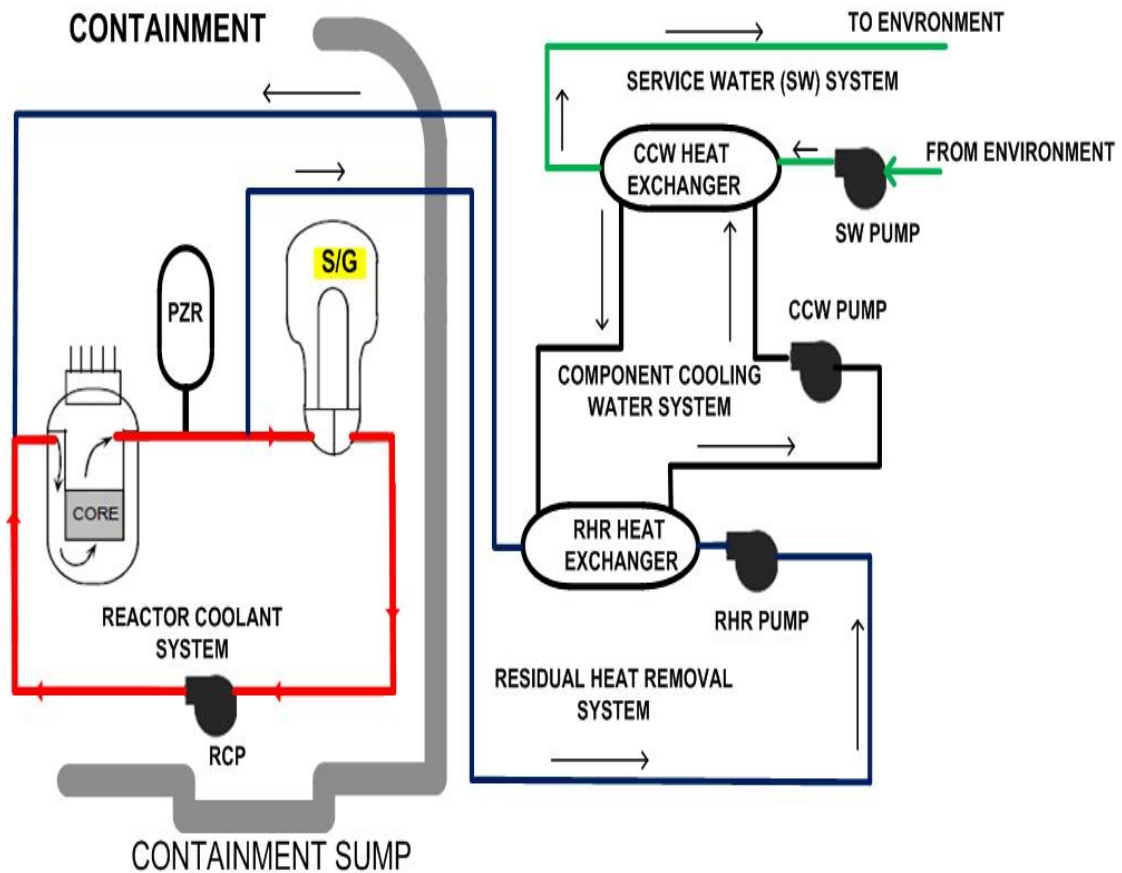 CONTAINMENT
TO ENVIRONMENT
SERVICE WATER (SW) SYSTEM
CCW HEAT
EXCHANGER
FROM ENVIRONMENT
SW PUMP
S/G
PZR
CCW PUMP
COMPONENT COOLING
WATER SYSTEM
CORE
RHR HEAT
EXCHANGER
RHR PUMP
REACTOR COOLANT
SYSTEM
RESIDUAL HEAT REMOVAL
SYSTEM
RCP
CONTAINMENT SUMP